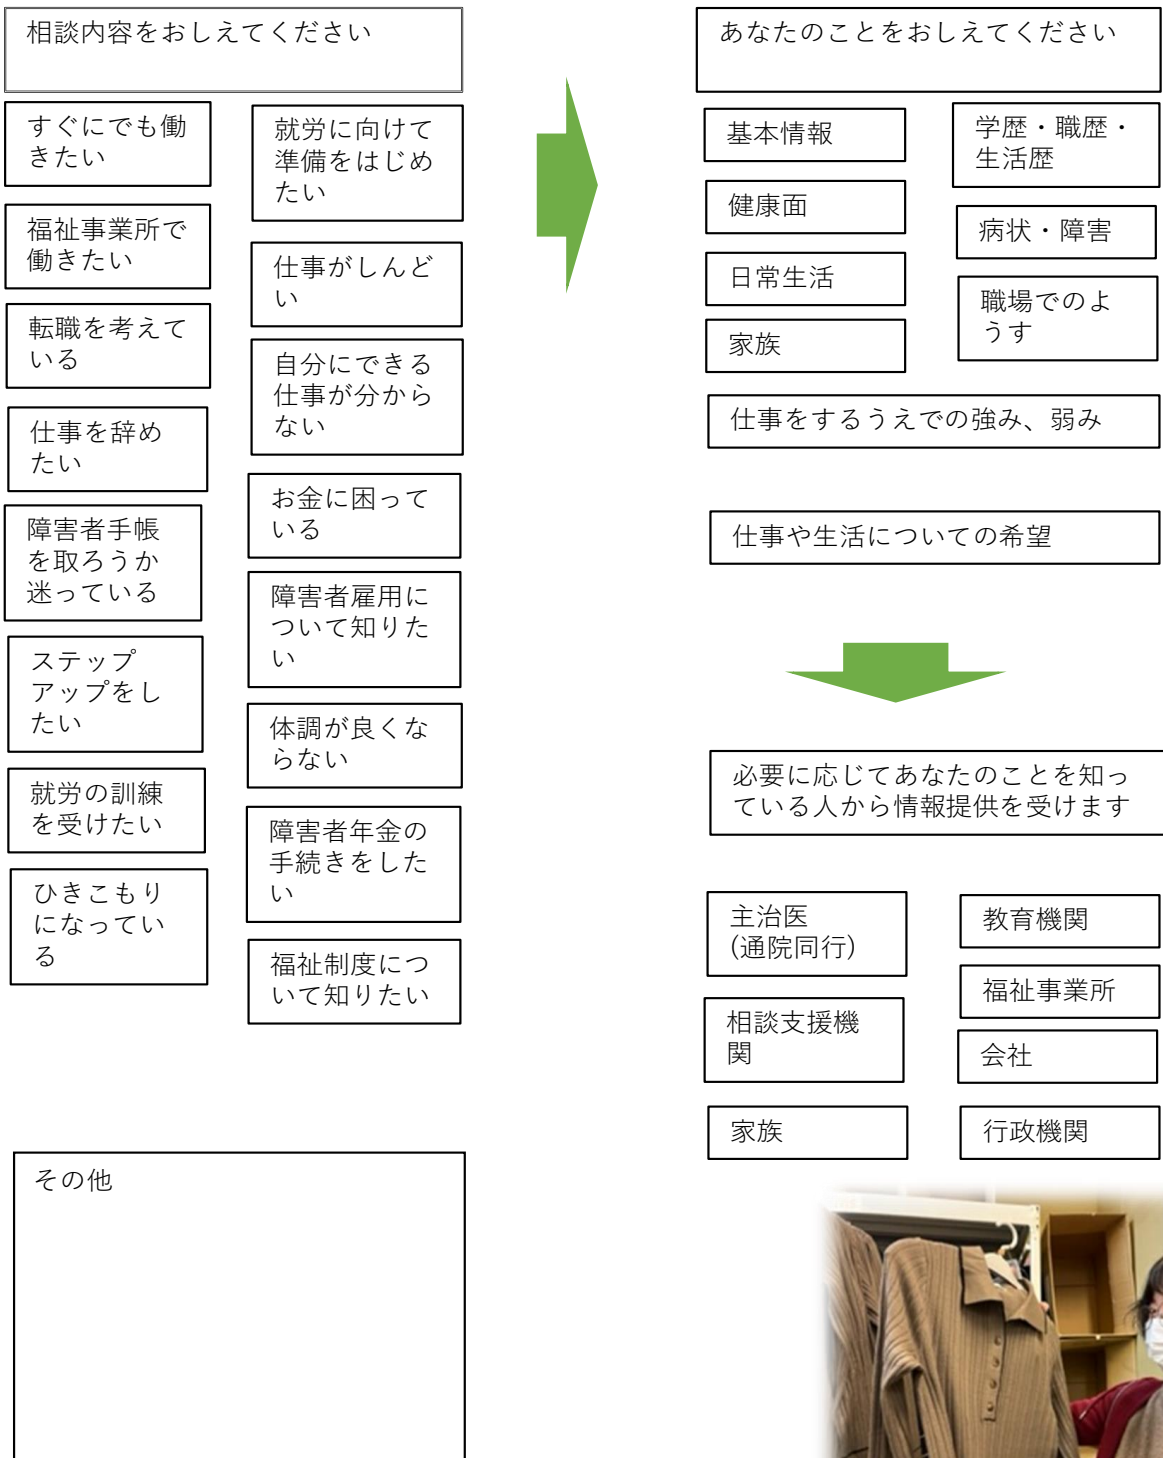 相談内容をおしえてください
すぐにでも働
きたい
福祉事業所で
働きたい
転職を考えて
いる
仕事を辞め
たい
障害者手帳
を取ろうか
迷っている
ステップ
アップをし
たい
就労の訓練
を受けたい
ひきこもり
になってい
る
就労に向けて
準備をはじめ
たい
仕事がしんど
い
自分にできる
仕事が分から
ない
お金に困って
いる
障害者雇用に
ついて知りた
い
体調が良くな
らない
障害者年金の
手続きをした
い
福祉制度につ
いて知りたい
その他
あなたのことをおしえてください
基本情報
健康面
日常生活
家族
学歴・職歴・
生活歴
病状・障害
職場でのよ
うす
仕事をするうえでの強み、弱み
仕事や生活についての希望
必要に応じてあなたのことを知っ
ている人から情報提供を受けます
主治医
(通院同行)
相談支援機
関
家族
教育機関
福祉事業所
会社
行政機関